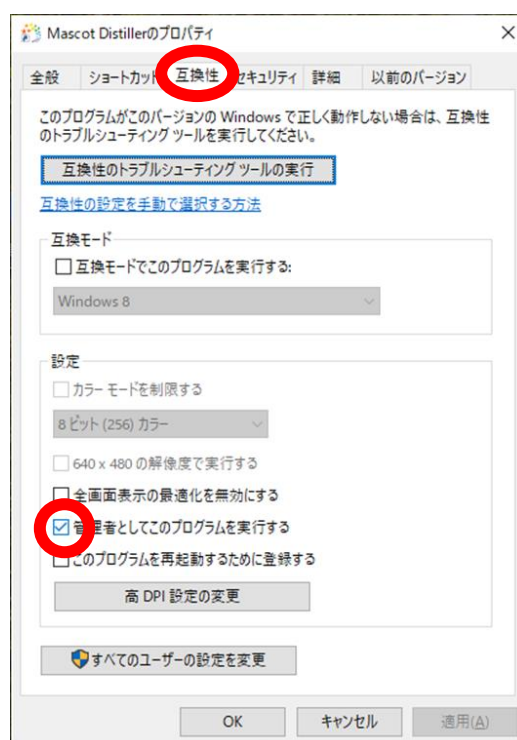 Mascot Distillerのプロパティ
全般 ショートカット 互換性 セキュリティ 詳細 以前のバージョン
このプログラムがこのバージョンの Windows で正しく動作しない場合は、互換性
のトラブルシューティング ツールを実行してください。
互換性のトラブルシューティング ツールの実行
互換性の設定を手動で選択する方法
互換モード
互換モードでこのプログラムを実行する:
Windows 8
設定
カラー モードを制限する
8 ビット (256) カラー
640 x 480 の解像度で実行する
全画面表示の最適化を無効にする
管理者としてこのプログラムを実行する
このプログラムを再起動するために登録する
高 DPI 設定の変更
すべてのユーザーの設定を変更
OK キャンセル 適用(A)